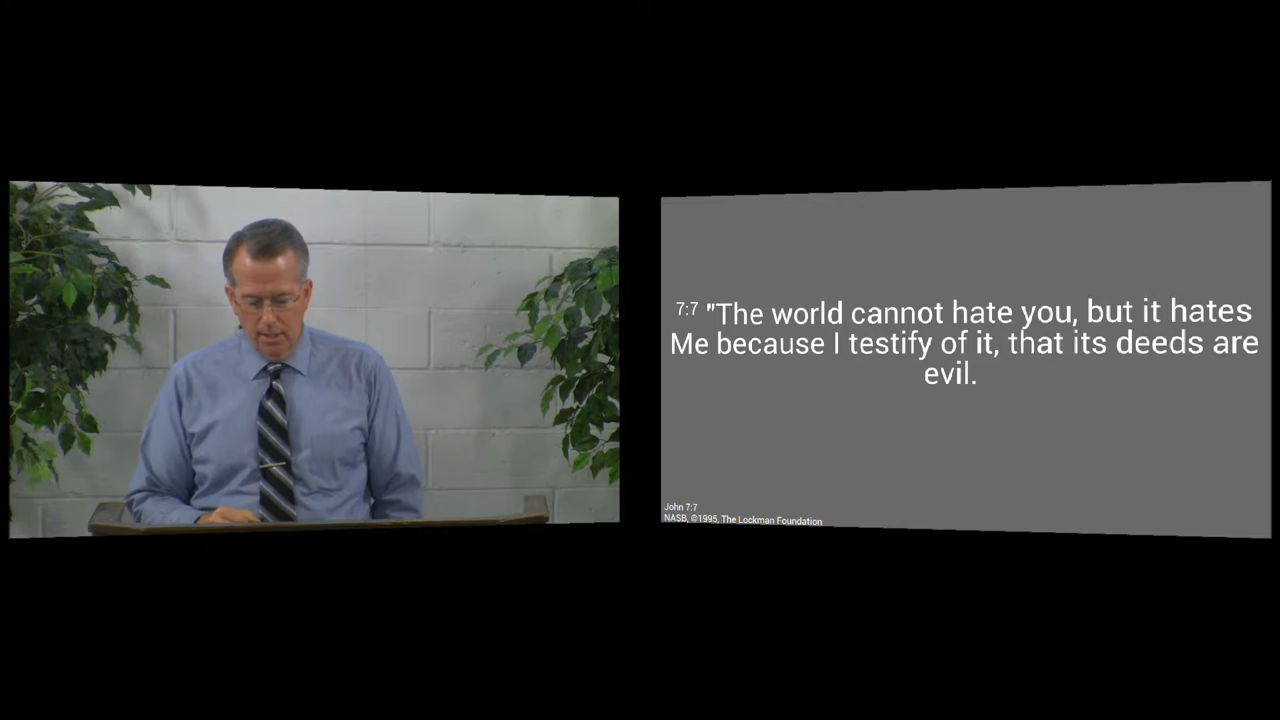 7:7 "The world cannot hate you, but it hates
Me because I testify of it, that its deeds are
evil.
John 7:7
NASB, ©1995, The Lockman Foundation